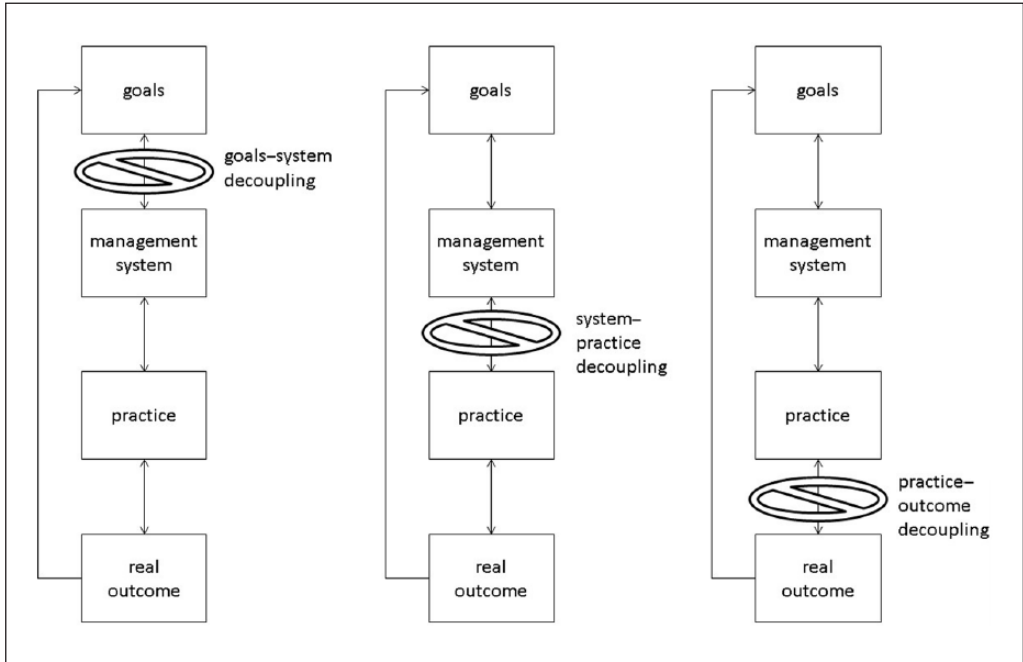 goals
goals–system
decoupling
management
system
practice
real
outcome
goals
management
system
system–
practice
decoupling
practice
real
outcome
goals
management
system
practice
practice–
outcome
decoupling
real
outcome